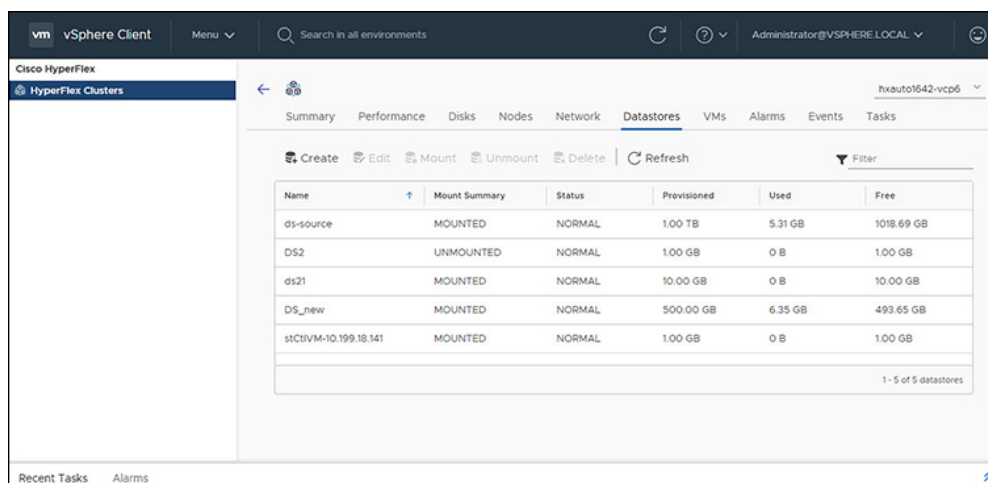 vm vSphere Client Menu Search in all environments Administrator@VSPHERE.LOCAL
Cisco HyperFlex
HyperFlex Clusters
hxauto1642-vcp6
Summary Performance Disks Nodes Network Datastores VMs Alarms Events Tasks
Create Edit Mount Unmount Delete Refresh Filter
Name Mount Summary Status Provisioned Used Free
ds-source MOUNTED NORMAL 1.00 TB 5.31 GB 1018.69 GB
DS2 UNMOUNTED NORMAL 1.00 GB 0 B 1.00 GB
ds21 MOUNTED NORMAL 10.00 GB 0 B 10.00 GB
DS_new MOUNTED NORMAL 500.00 GB 6.35 GB 493.65 GB
stCtlVM-10.199.18.141 MOUNTED NORMAL 1.00 GB 0 B 1.00 GB
1 - 5 of 5 datastores
Recent Tasks Alarms